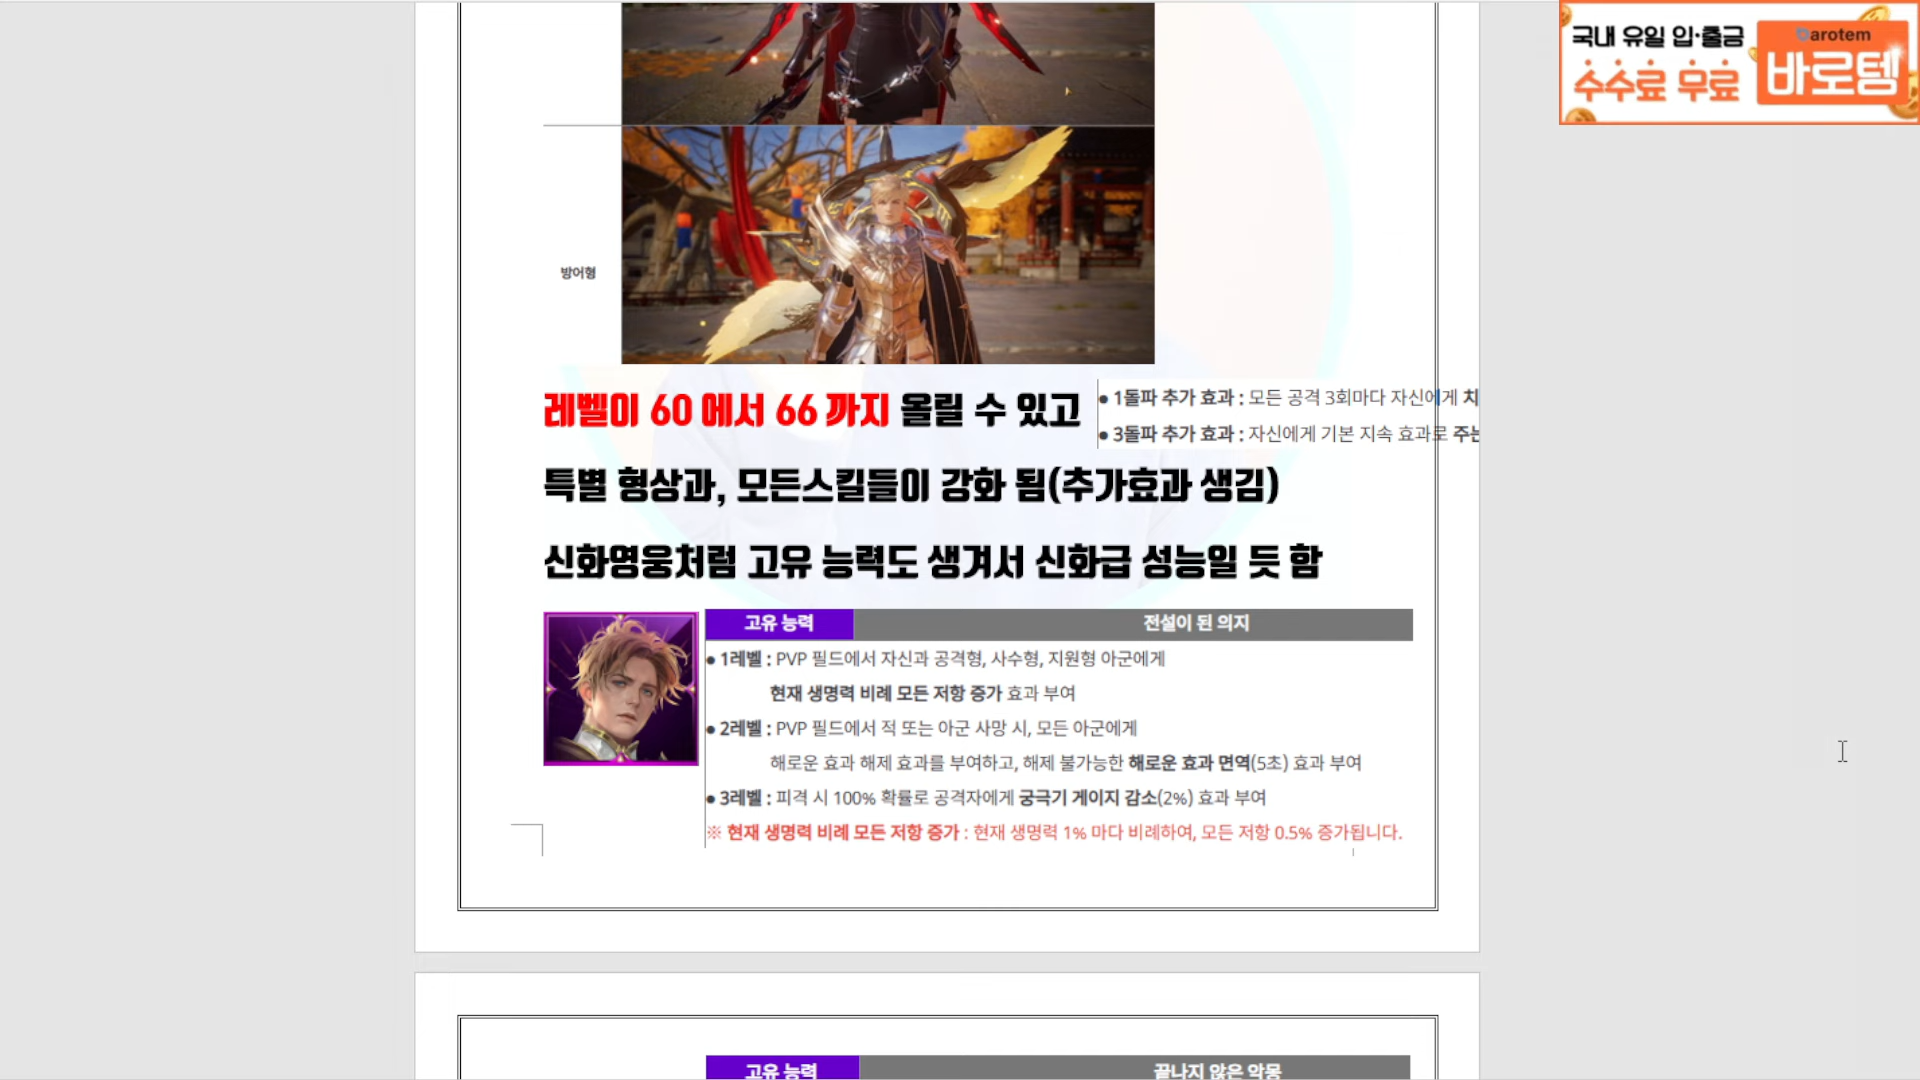 국내 유일 입·출금
수수료 무료
Barotem
바로템
방어형
레벨이 60 에서 66 까지 올릴 수 있고
● 1돌파 추가 효과 : 모든 공격 3회마다 자신에게 치
● 3돌파 추가 효과 : 자신에게 기본 지속 효과로 주는
특별 형상과, 모든스킬들이 강화 됨(추가효과 생김)
신화영웅처럼 고유 능력도 생겨서 신화급 성능일 듯 함
고유 능력 전설이 된 의지
● 1레벨 : PVP 필드에서 자신과 공격형, 사수형, 지원형 아군에게
현재 생명력 비례 모든 저항 증가 효과 부여
● 2레벨 : PVP 필드에서 적 또는 아군 사망 시, 모든 아군에게
해로운 효과 해제 효과를 부여하고, 해제 불가능한 해로운 효과 면역(5초) 효과 부여
● 3레벨 : 피격 시 100% 확률로 공격자에게 궁극기 게이지 감소(2%) 효과 부여
※ 현재 생명력 비례 모든 저항 증가 : 현재 생명력 1% 마다 비례하여, 모든 저항 0.5% 증가됩니다.
고유 능력 끝나지 않은 악몽